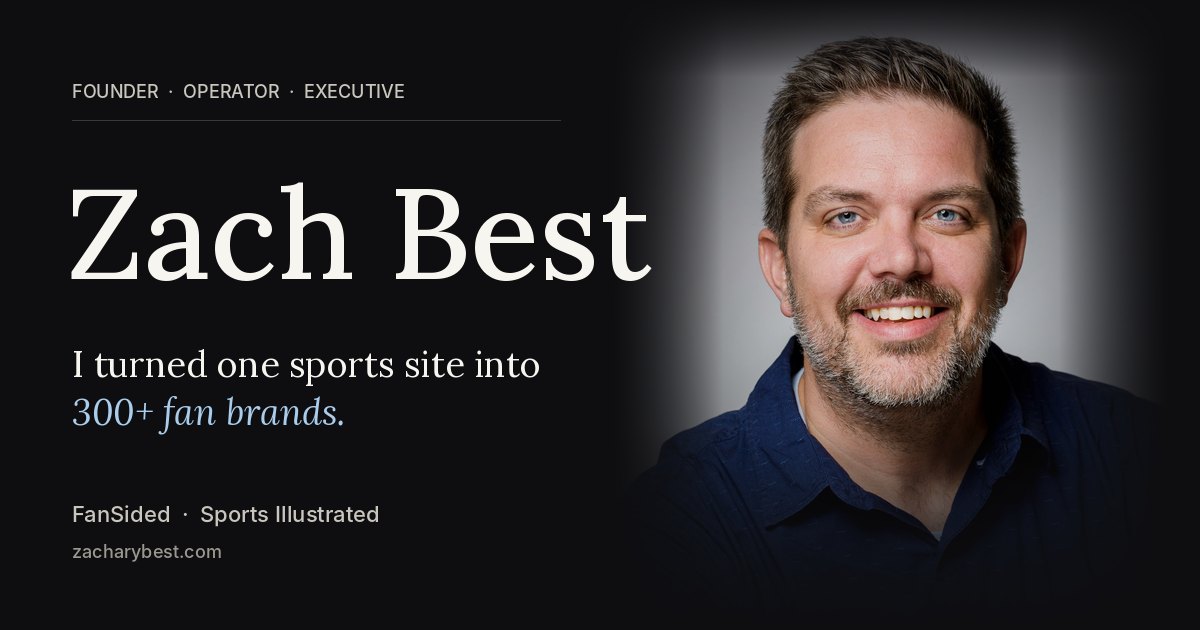 FOUNDER · OPERATOR · EXECUTIVE
Zach Best
I turned one sports site into
300+ fan brands.
FanSided · Sports Illustrated
zacharybest.com